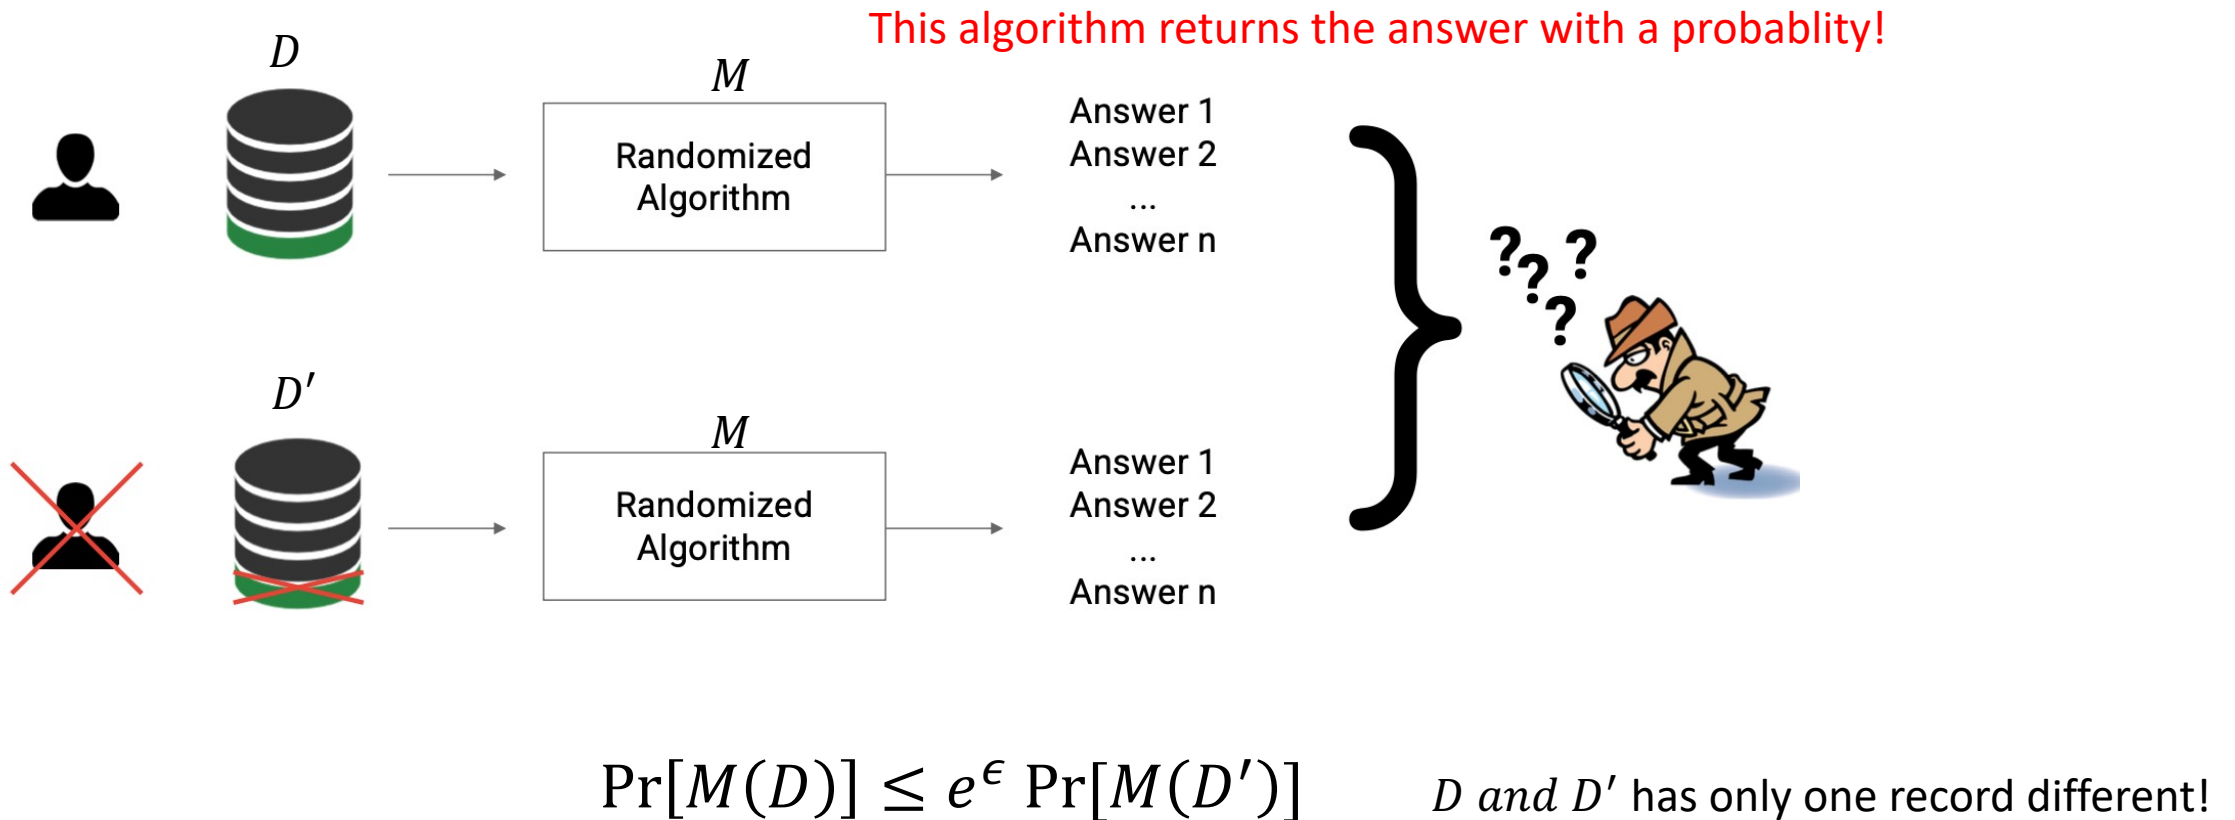 This algorithm returns the answer with a probablity!
D
M
Randomized
Algorithm
Answer 1
Answer 2
...
Answer n
? ? ? ?
D′
M
Randomized
Algorithm
Answer 1
Answer 2
...
Answer n
Pr[M(D)] ≤ e^ϵ Pr[M(D′)]
D and D′ has only one record different!